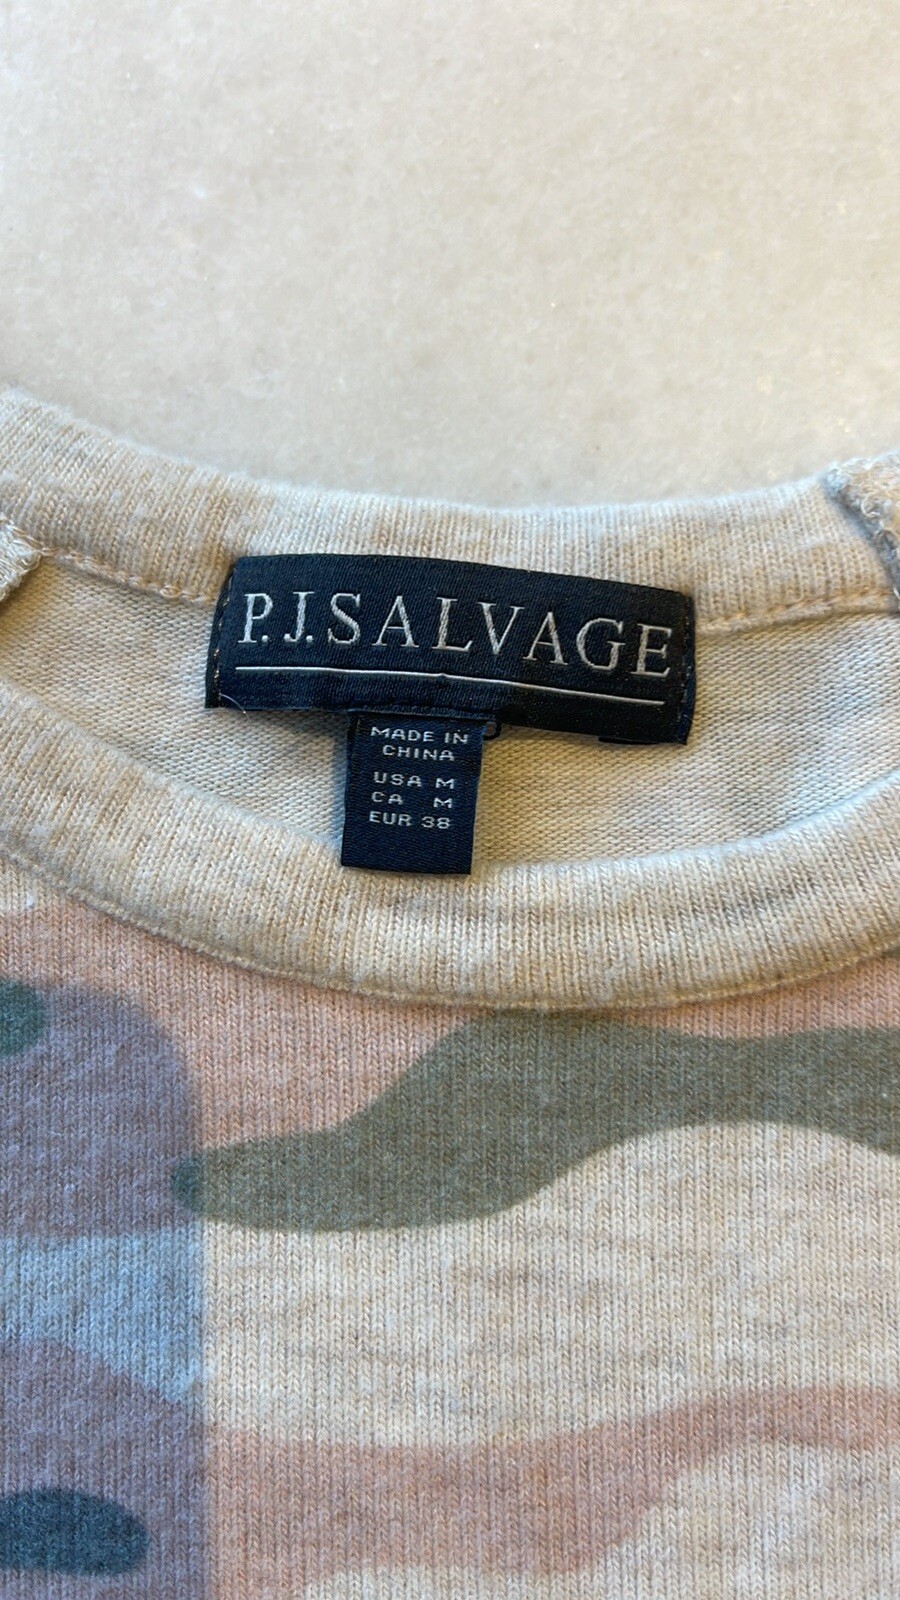 P.J.SALVAGE
MADE IN
CHINA
USA M
CA M
EUR 38